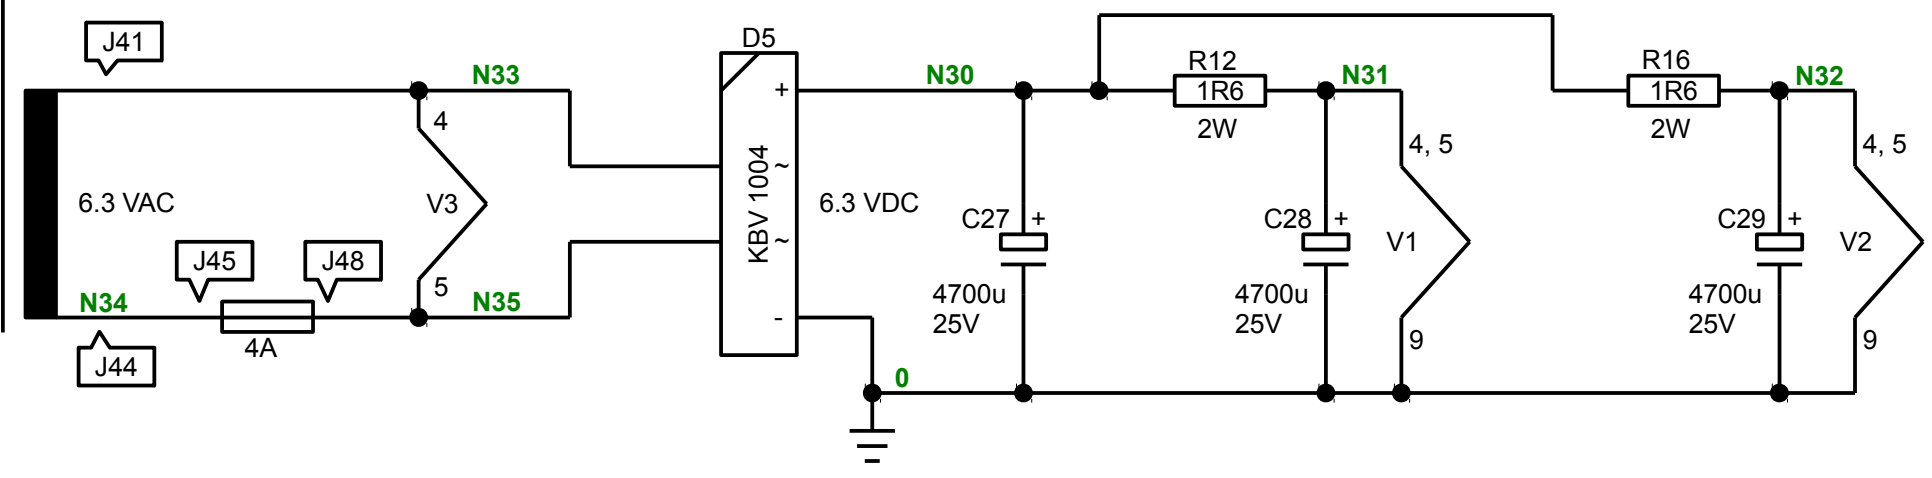 J41
D5
N33
N30
R12
N31
R16
N32
+
1R6
1R6
4
2W
2W
4, 5
4, 5
~
KBV 1004
6.3 VAC
V3
6.3 VDC
C27
+
C28
+
C29
+
~
V1
V2
J45
J48
5
N34
N35
4700u
25V
4700u
25V
4700u
25V
-
4A
9
9
J44
0